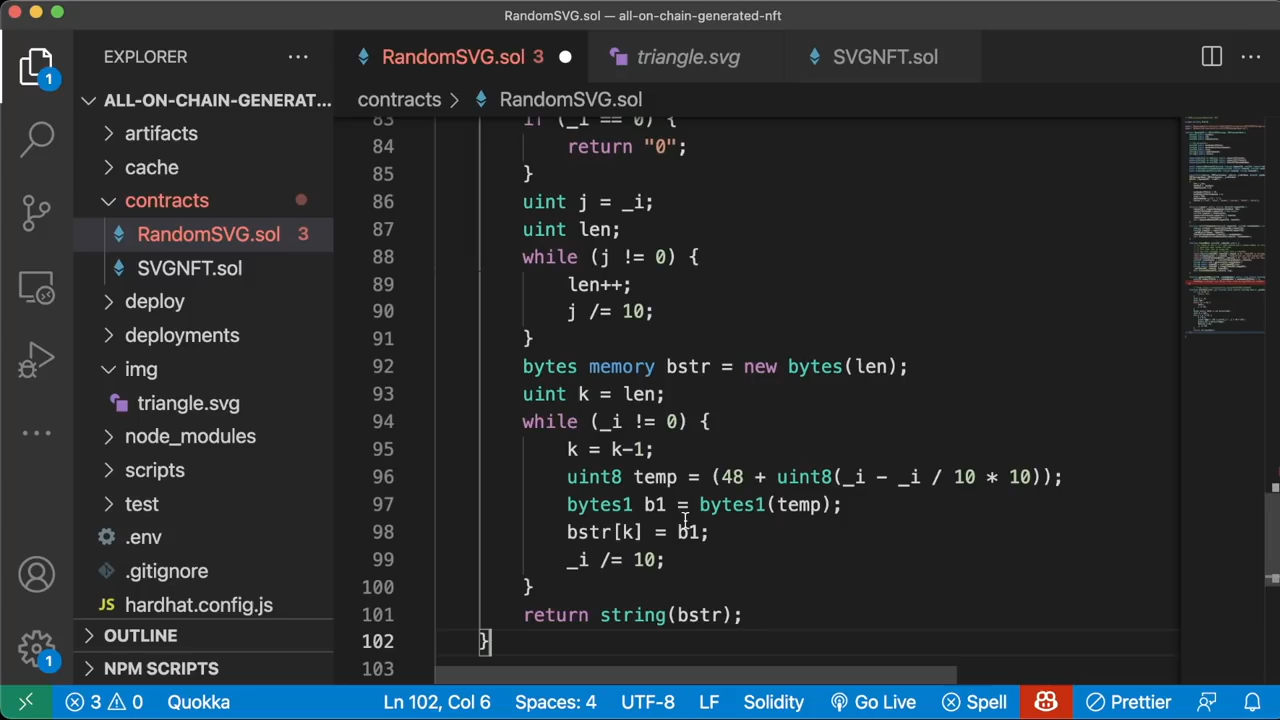 RandomSVG.sol — all-on-chain-generated-nft
EXPLORER
RandomSVG.sol 3
triangle.svg
SVGNFT.sol
contracts > RandomSVG.sol
ALL-ON-CHAIN-GENERAT...
artifacts
cache
contracts
RandomSVG.sol 3
SVGNFT.sol
deploy
deployments
img
triangle.svg
node_modules
scripts
test
.env
.gitignore
JS hardhat.config.js
OUTLINE
NPM SCRIPTS
1
1
83 if (_i == 0) {
84 return "0";
85 }
86 uint j = _i;
87 uint len;
88 while (j != 0) {
89 len++;
90 j /= 10;
91 }
92 bytes memory bstr = new bytes(len);
93 uint k = len;
94 while (_i != 0) {
95 k = k-1;
96 uint8 temp = (48 + uint8(_i - _i / 10 * 10));
97 bytes1 b1 = bytes1(temp);
98 bstr[k] = b1;
99 _i /= 10;
100 }
101 return string(bstr);
102 }
103
3 0 Quokka Ln 102, Col 6 Spaces: 4 UTF-8 LF Solidity Go Live Spell Prettier